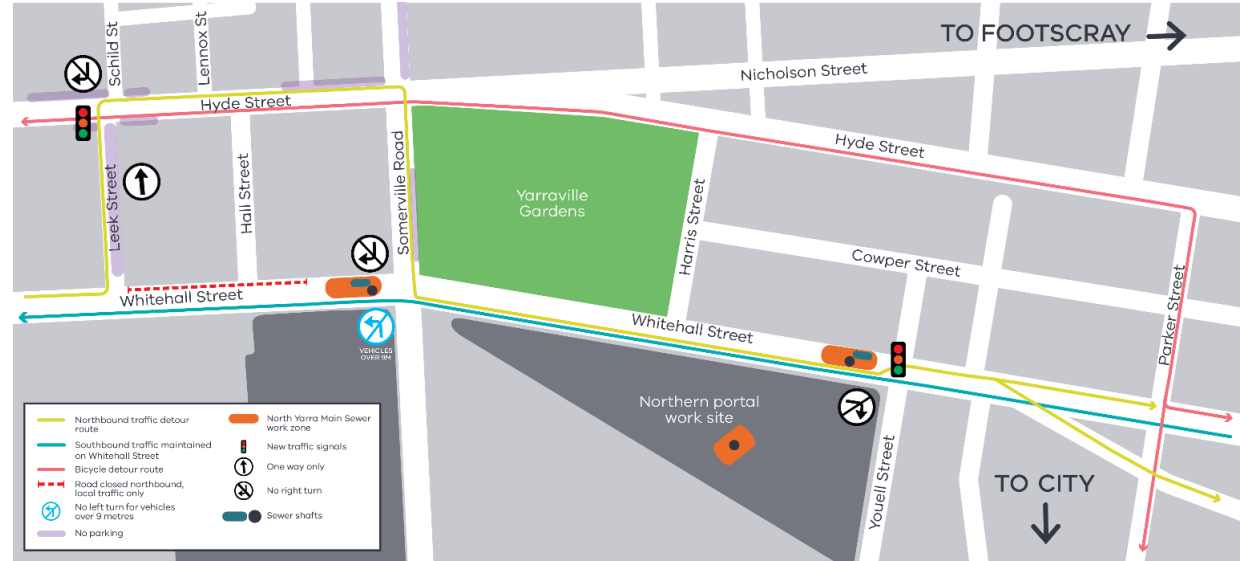 TO FOOTSCRAY
Schild St
Lennox St
Nicholson Street
Hyde Street
Hyde Street
Leek Street
Hall Street
Somerville Road
Yarraville
Gardens
Harris Street
Cowper Street
Parker Street
Whitehall Street
Whitehall Street
VEHICLES
OVER 9M
Northern portal
work site
Youell Street
TO CITY
Northbound traffic detour
route
Southbound traffic maintained
on Whitehall Street
Bicycle detour route
Road closed northbound,
local traffic only
No left turn for vehicles
over 9 metres
No parking
North Yarra Main Sewer
work zone
New traffic signals
One way only
No right turn
Sewer shafts